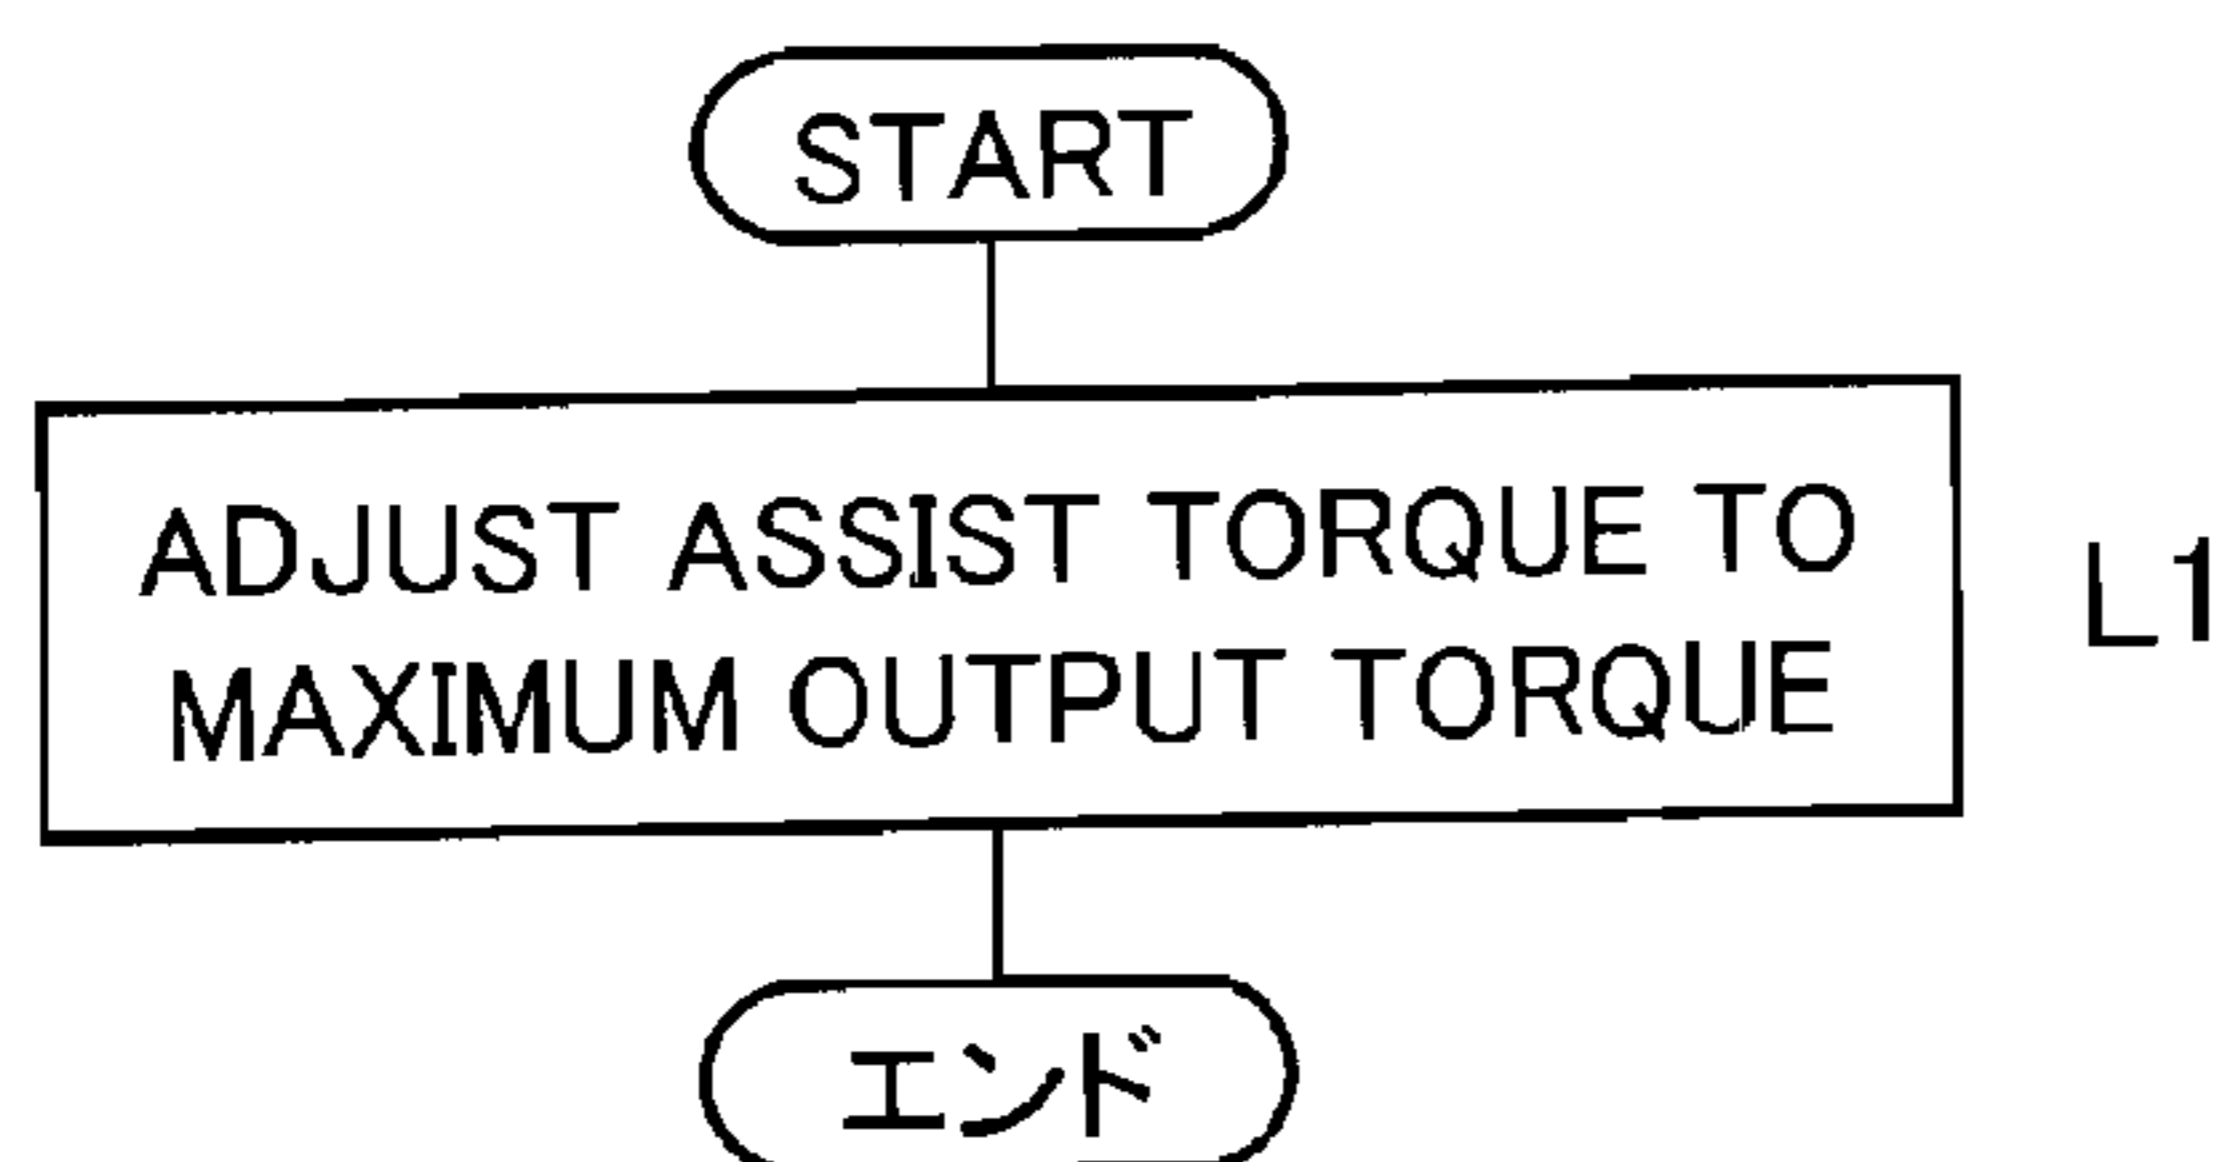 START
ADJUST ASSIST TORQUE TO
MAXIMUM OUTPUT TORQUE
L1
エンド